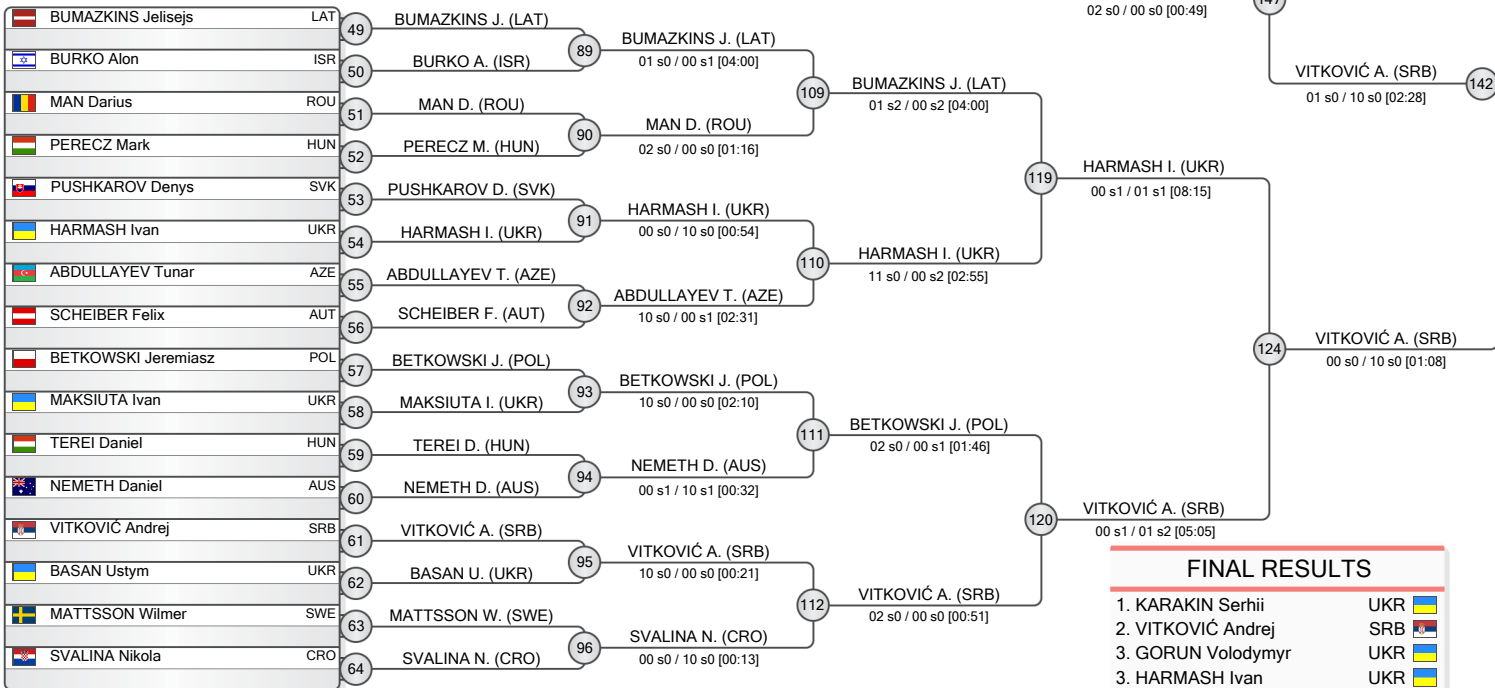 BUMAZKINS Jelisejs LAT
BURKO Alon ISR
MAN Darius ROU
PERECZ Mark HUN
PUSHKAROV Denys SVK
HARMASH Ivan UKR
ABDULLAYEV Tunar AZE
SCHEIBER Felix AUT
BETKOWSKI Jeremiasz POL
MAKSIUTA Ivan UKR
TEREI Daniel HUN
NEMETH Daniel AUS
VITKOVIĆ Andrej SRB
BASAN Ustym UKR
MATTSSON Wilmer SWE
SVALINA Nikola CRO
49 BUMAZKINS J. (LAT)
50 BURKO A. (ISR)
51 MAN D. (ROU)
52 PERECZ M. (HUN)
53 PUSHKAROV D. (SVK)
54 HARMASH I. (UKR)
55 ABDULLAYEV T. (AZE)
56 SCHEIBER F. (AUT)
57 BETKOWSKI J. (POL)
58 MAKSIUTA I. (UKR)
59 TEREI D. (HUN)
60 NEMETH D. (AUS)
61 VITKOVIĆ A. (SRB)
62 BASAN U. (UKR)
63 MATTSSON W. (SWE)
64 SVALINA N. (CRO)
89 BUMAZKINS J. (LAT)
01 s0 / 00 s1 [04:00]
90 MAN D. (ROU)
02 s0 / 00 s0 [01:16]
91 HARMASH I. (UKR)
00 s0 / 10 s0 [00:54]
92 ABDULLAYEV T. (AZE)
10 s0 / 00 s1 [02:31]
93 BETKOWSKI J. (POL)
10 s0 / 00 s0 [02:10]
94 NEMETH D. (AUS)
00 s1 / 10 s1 [00:32]
95 VITKOVIĆ A. (SRB)
10 s0 / 00 s0 [00:21]
96 SVALINA N. (CRO)
00 s0 / 10 s0 [00:13]
109 BUMAZKINS J. (LAT)
01 s2 / 00 s2 [04:00]
110 HARMASH I. (UKR)
11 s0 / 00 s2 [02:55]
111 BETKOWSKI J. (POL)
02 s0 / 00 s1 [01:46]
112 VITKOVIĆ A. (SRB)
02 s0 / 00 s0 [00:51]
119 HARMASH I. (UKR)
00 s1 / 01 s1 [08:15]
120 VITKOVIĆ A. (SRB)
00 s1 / 01 s2 [05:05]
124 VITKOVIĆ A. (SRB)
00 s0 / 10 s0 [01:08]
02 s0 / 00 s0 [00:49]
VITKOVIĆ A. (SRB) 142
01 s0 / 10 s0 [02:28]
FINAL RESULTS
1. KARAKIN Serhii UKR
2. VITKOVIĆ Andrej SRB
3. GORUN Volodymyr UKR
3. HARMASH Ivan UKR